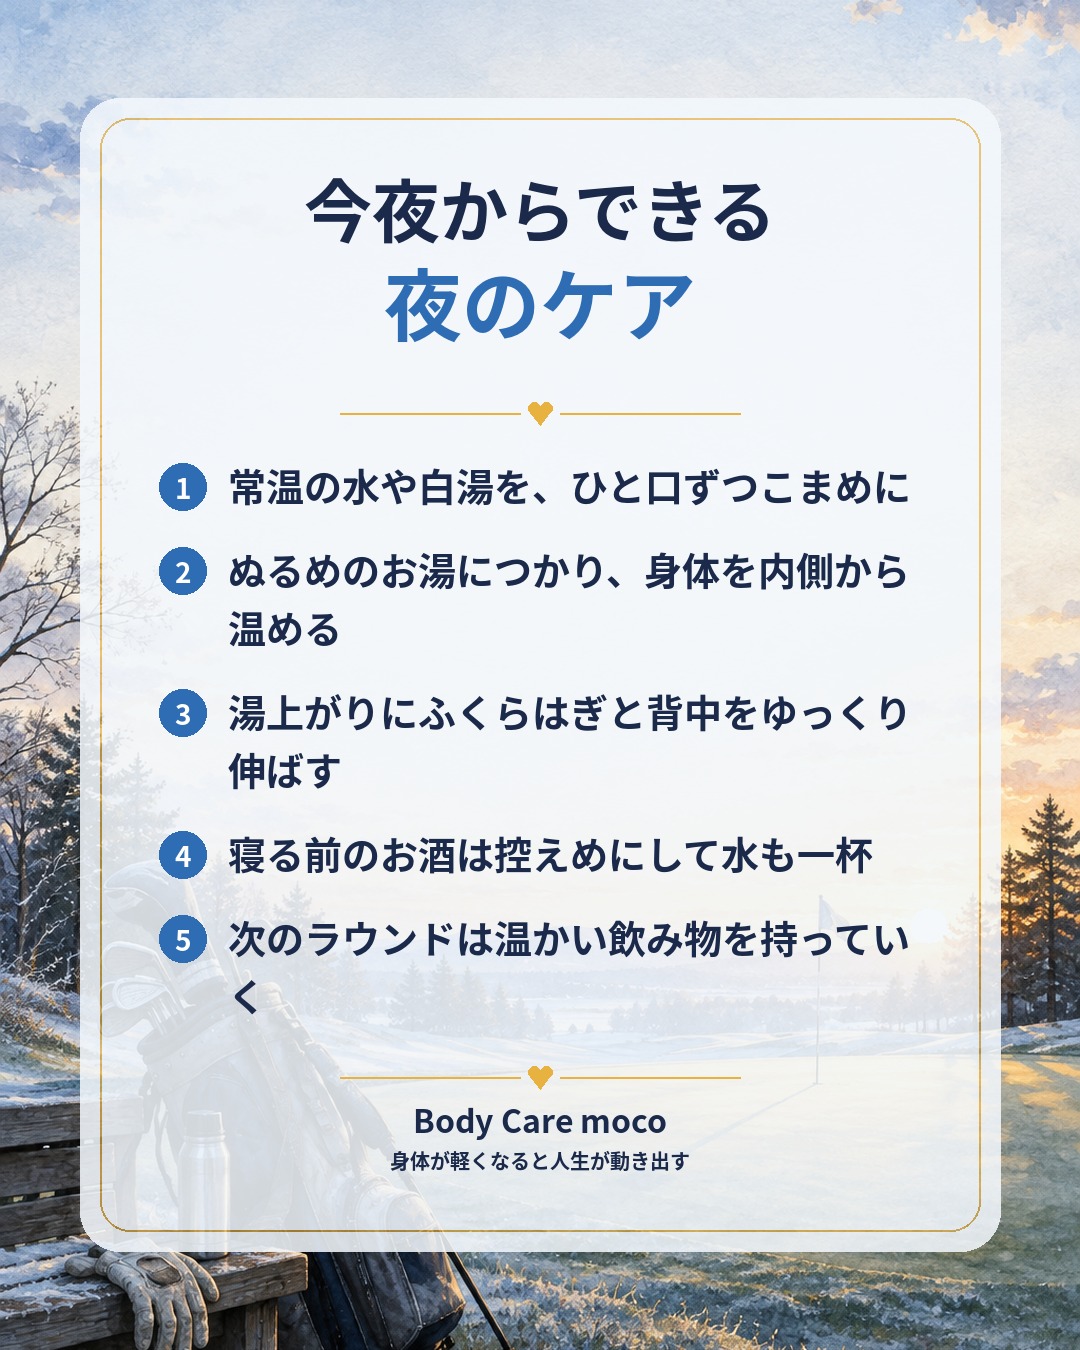 今夜からできる
夜のケア
1 常温の水や白湯を、ひと口ずつこまめに
2 ぬるめのお湯につかり、身体を内側から
温める
3 湯上がりにふくらはぎと背中をゆっくり
伸ばす
4 寝る前のお酒は控えめにして水も一杯
5 次のラウンドは温かい飲み物を持ってい
く
Body Care moco
身体が軽くなると人生が動き出す